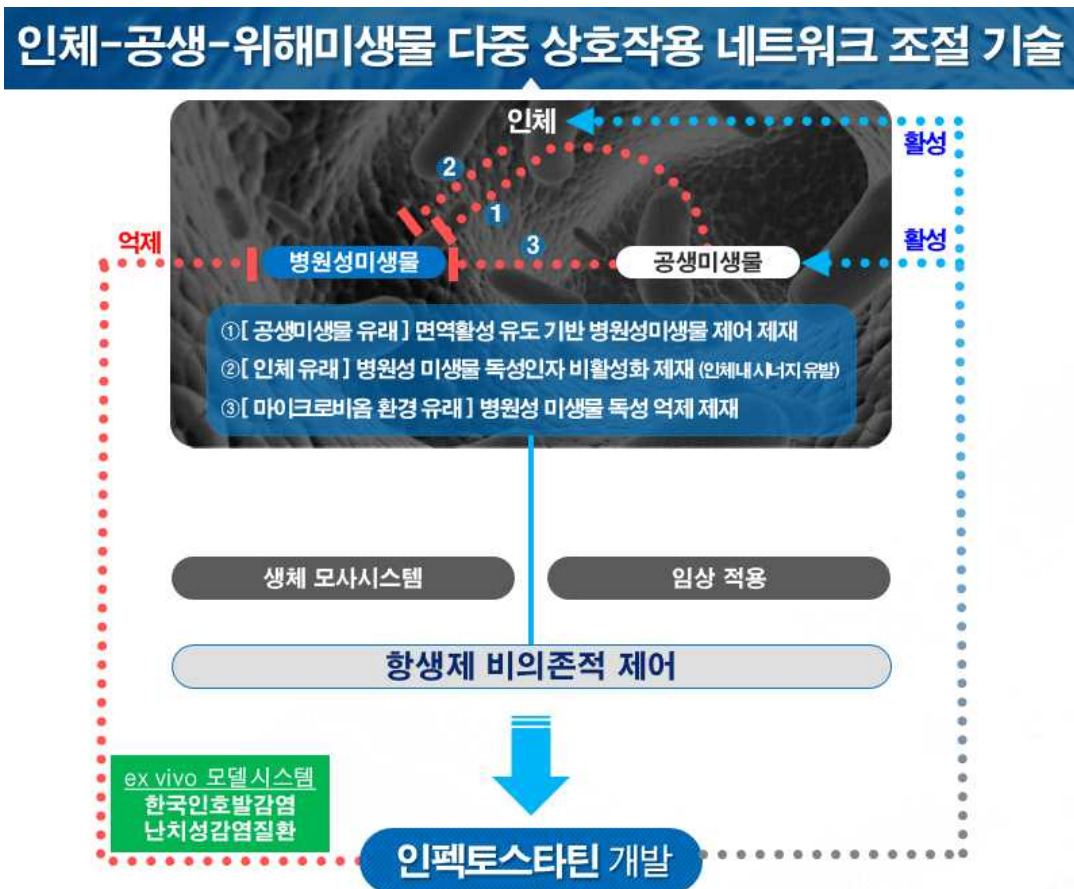 인체-공생-위해미생물 다중 상호작용 네트워크 조절 기술
인체
활성
2
1
억제
병원성미생물
3
공생미생물
활성
①[ 공생미생물 유래 ] 면역활성 유도 기반 병원성미생물 제어 제재
②[ 인체 유래 ] 병원성 미생물 독성인자 비활성화 제재 (인체내 시너지 유발)
③[ 마이크로비옴 환경 유래 ] 병원성 미생물 독성 억제 제재
생체 모사시스템
임상 적용
항생제 비의존적 제어
ex vivo 모델시스템
한국인호발감염
난치성감염질환
인펙토스타틴 개발